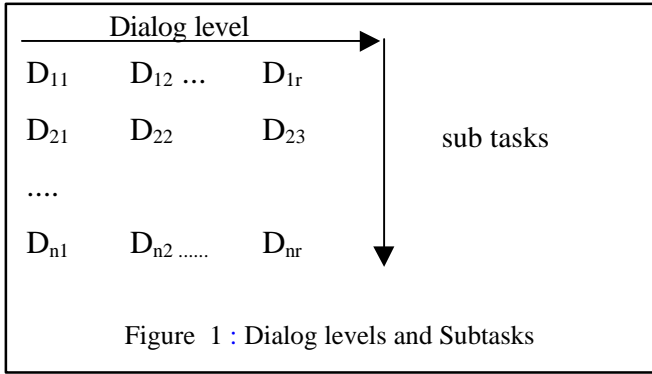 Dialog level
D11 D12 ... D1r
D21 D22 D23
sub tasks
....
Dn1 Dn2 ...... Dnr
Figure 1 : Dialog levels and Subtasks